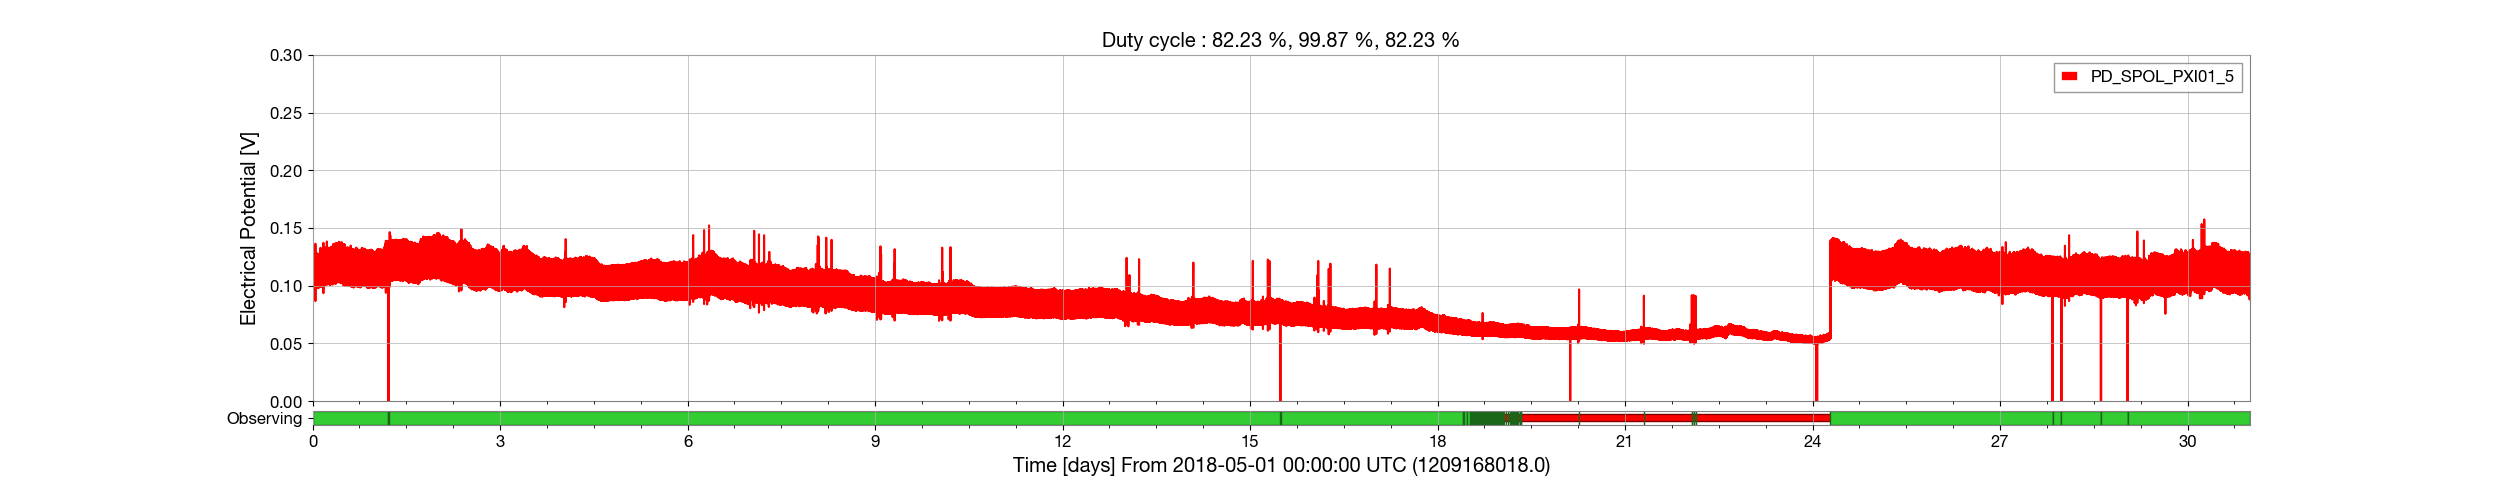 Duty cycle : 82.23 %, 99.87 %, 82.23 %
0.30
0.25
0.20
0.15
0.10
0.05
0.00
Electrical Potential [V]
PD_SPOL_PXI01_5
Observing
0 3 6 9 12 15 18 21 24 27 30
Time [days] From 2018-05-01 00:00:00 UTC (1209168018.0)